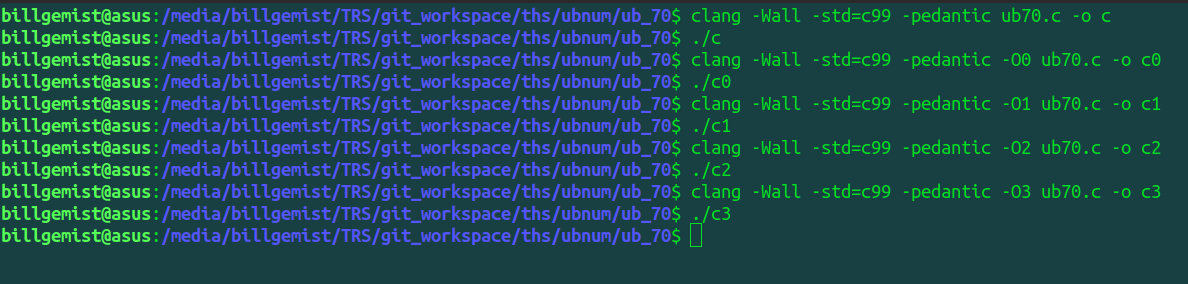 billgemist@asus:/media/billgemist/TRS/git_workspace/ths/ubnum/ub_70$ clang -Wall -std=c99 -pedantic ub70.c -o c
billgemist@asus:/media/billgemist/TRS/git_workspace/ths/ubnum/ub_70$ ./c
billgemist@asus:/media/billgemist/TRS/git_workspace/ths/ubnum/ub_70$ clang -Wall -std=c99 -pedantic -O0 ub70.c -o c0
billgemist@asus:/media/billgemist/TRS/git_workspace/ths/ubnum/ub_70$ ./c0
billgemist@asus:/media/billgemist/TRS/git_workspace/ths/ubnum/ub_70$ clang -Wall -std=c99 -pedantic -O1 ub70.c -o c1
billgemist@asus:/media/billgemist/TRS/git_workspace/ths/ubnum/ub_70$ ./c1
billgemist@asus:/media/billgemist/TRS/git_workspace/ths/ubnum/ub_70$ clang -Wall -std=c99 -pedantic -O2 ub70.c -o c2
billgemist@asus:/media/billgemist/TRS/git_workspace/ths/ubnum/ub_70$ ./c2
billgemist@asus:/media/billgemist/TRS/git_workspace/ths/ubnum/ub_70$ clang -Wall -std=c99 -pedantic -O3 ub70.c -o c3
billgemist@asus:/media/billgemist/TRS/git_workspace/ths/ubnum/ub_70$ ./c3
billgemist@asus:/media/billgemist/TRS/git_workspace/ths/ubnum/ub_70$